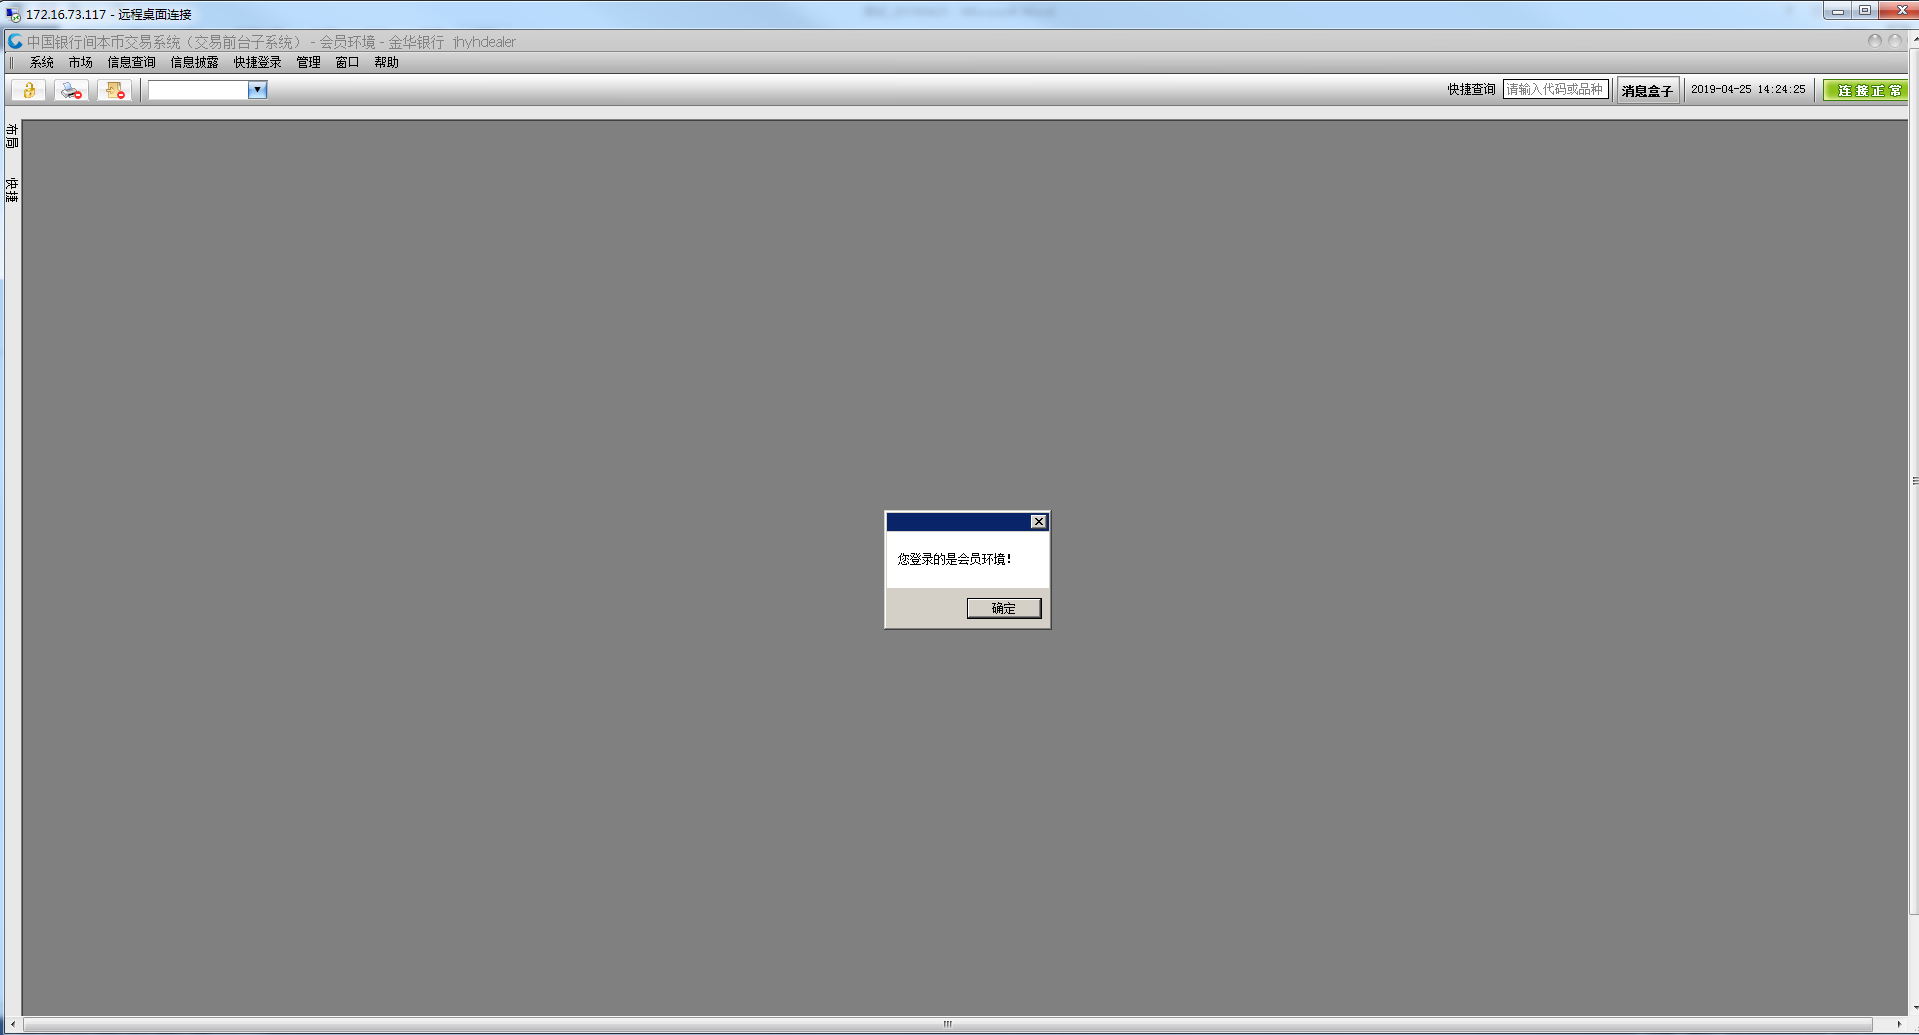 172.16.73.117 - 远程桌面连接
中国银行间本币交易系统（交易前台子系统） - 会员环境 - 金华银行 jhyhdealer
系统 市场 信息查询 信息披露 快捷登录 管理 窗口 帮助
快捷查询 请输入代码或品种 消息盒子 2019-04-25 14:24:25 连接正常
布局
快捷
您登录的是会员环境!
确定